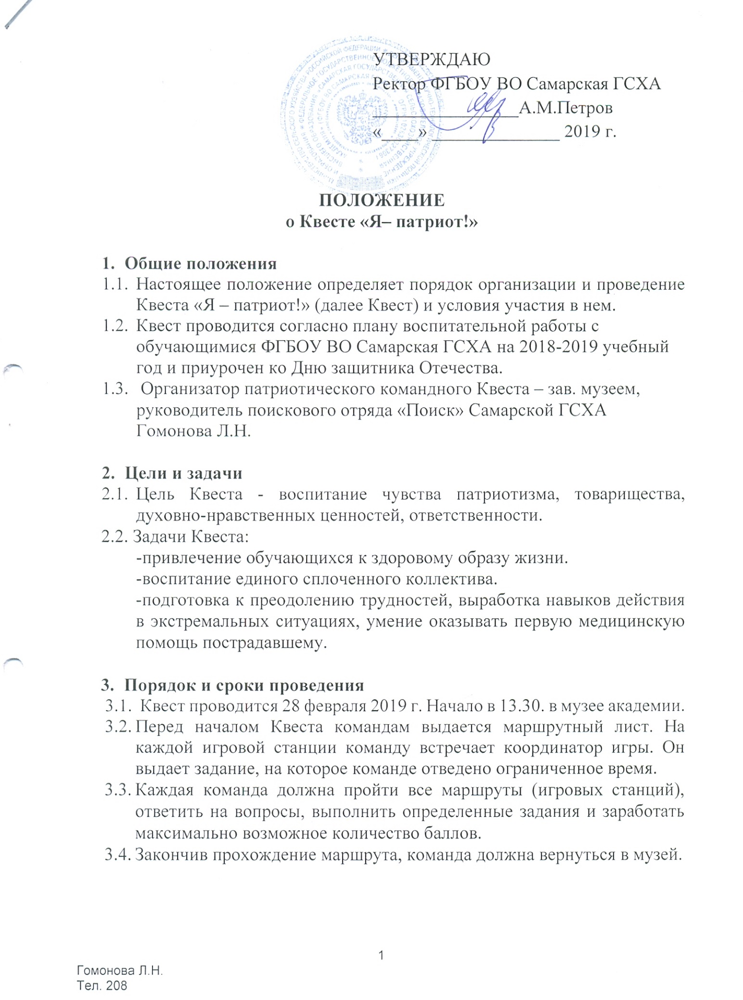 УТВЕРЖДАЮ
Ректор ФГБОУ ВО Самарская ГСХА
________________А.М.Петров
«____» ______________ 2019 г.
ПОЛОЖЕНИЕ
о Квесте «Я– патриот!»
1. Общие положения
1.1. Настоящее положение определяет порядок организации и проведение
Квеста «Я – патриот!» (далее Квест) и условия участия в нем.
1.2. Квест проводится согласно плану воспитательной работы с
обучающимися ФГБОУ ВО Самарская ГСХА на 2018-2019 учебный
год и приурочен ко Дню защитника Отечества.
1.3. Организатор патриотического командного Квеста – зав. музеем,
руководитель поискового отряда «Поиск» Самарской ГСХА
Гомонова Л.Н.
2. Цели и задачи
2.1. Цель Квеста - воспитание чувства патриотизма, товарищества,
духовно-нравственных ценностей, ответственности.
2.2. Задачи Квеста:
-привлечение обучающихся к здоровому образу жизни.
-воспитание единого сплоченного коллектива.
-подготовка к преодолению трудностей, выработка навыков действия
в экстремальных ситуациях, умение оказывать первую медицинскую
помощь пострадавшему.
3. Порядок и сроки проведения
3.1. Квест проводится 28 февраля 2019 г. Начало в 13.30. в музее академии.
3.2. Перед началом Квеста командам выдается маршрутный лист. На
каждой игровой станции команду встречает координатор игры. Он
выдает задание, на которое команде отведено ограниченное время.
3.3. Каждая команда должна пройти все маршруты (игровых станций),
ответить на вопросы, выполнить определенные задания и заработать
максимально возможное количество баллов.
3.4. Закончив прохождение маршрута, команда должна вернуться в музей.
1
Гомонова Л.Н.
Тел. 208